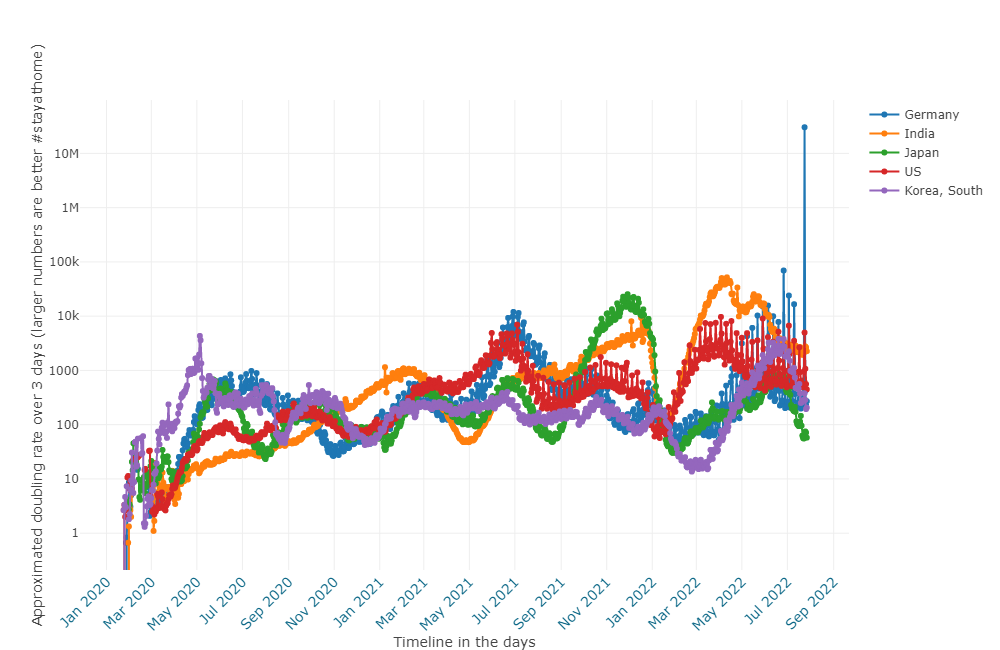 Approximated doubling rate over 3 days (larger numbers are better #stayathome)
10M
1M
100k
10k
1000
100
10
1
Jan 2020
Mar 2020
May 2020
Jul 2020
Sep 2020
Nov 2020
Jan 2021
Mar 2021
May 2021
Jul 2021
Sep 2021
Nov 2021
Jan 2022
Mar 2022
May 2022
Jul 2022
Sep 2022
Timeline in the days
Germany
India
Japan
US
Korea, South